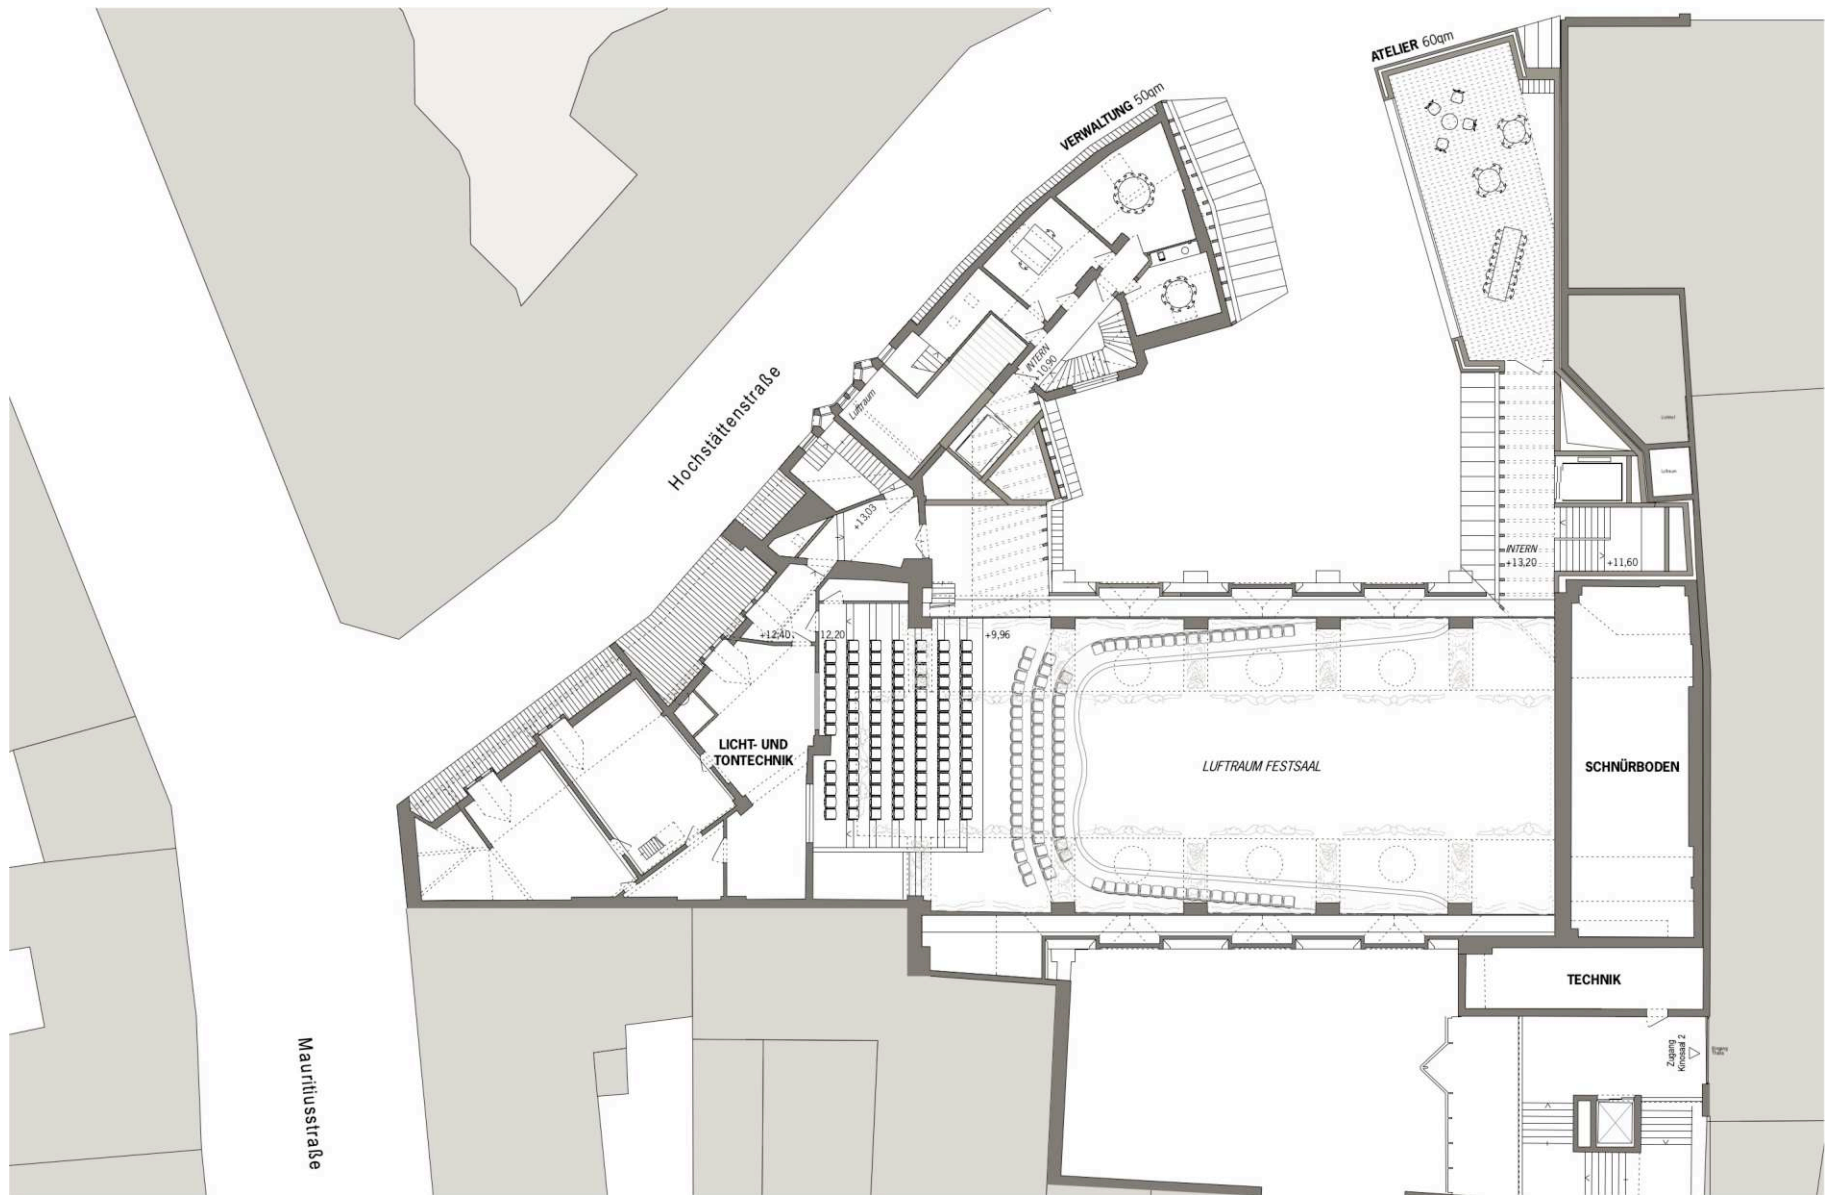 ATELIER 60qm
VERWALTUNG 50qm
Hochstättenstraße
INTERN
+10,90
Luftraum
+13,03
Luftraum
INTERN
+13,20
+11,60
+12,40
12,20
+9,96
LICHT- UND
TONTECHNIK
LUFTRAUM FESTSAAL
SCHNÜRBODEN
TECHNIK
Zugang
Kinosaal 2
Mauritiusstraße